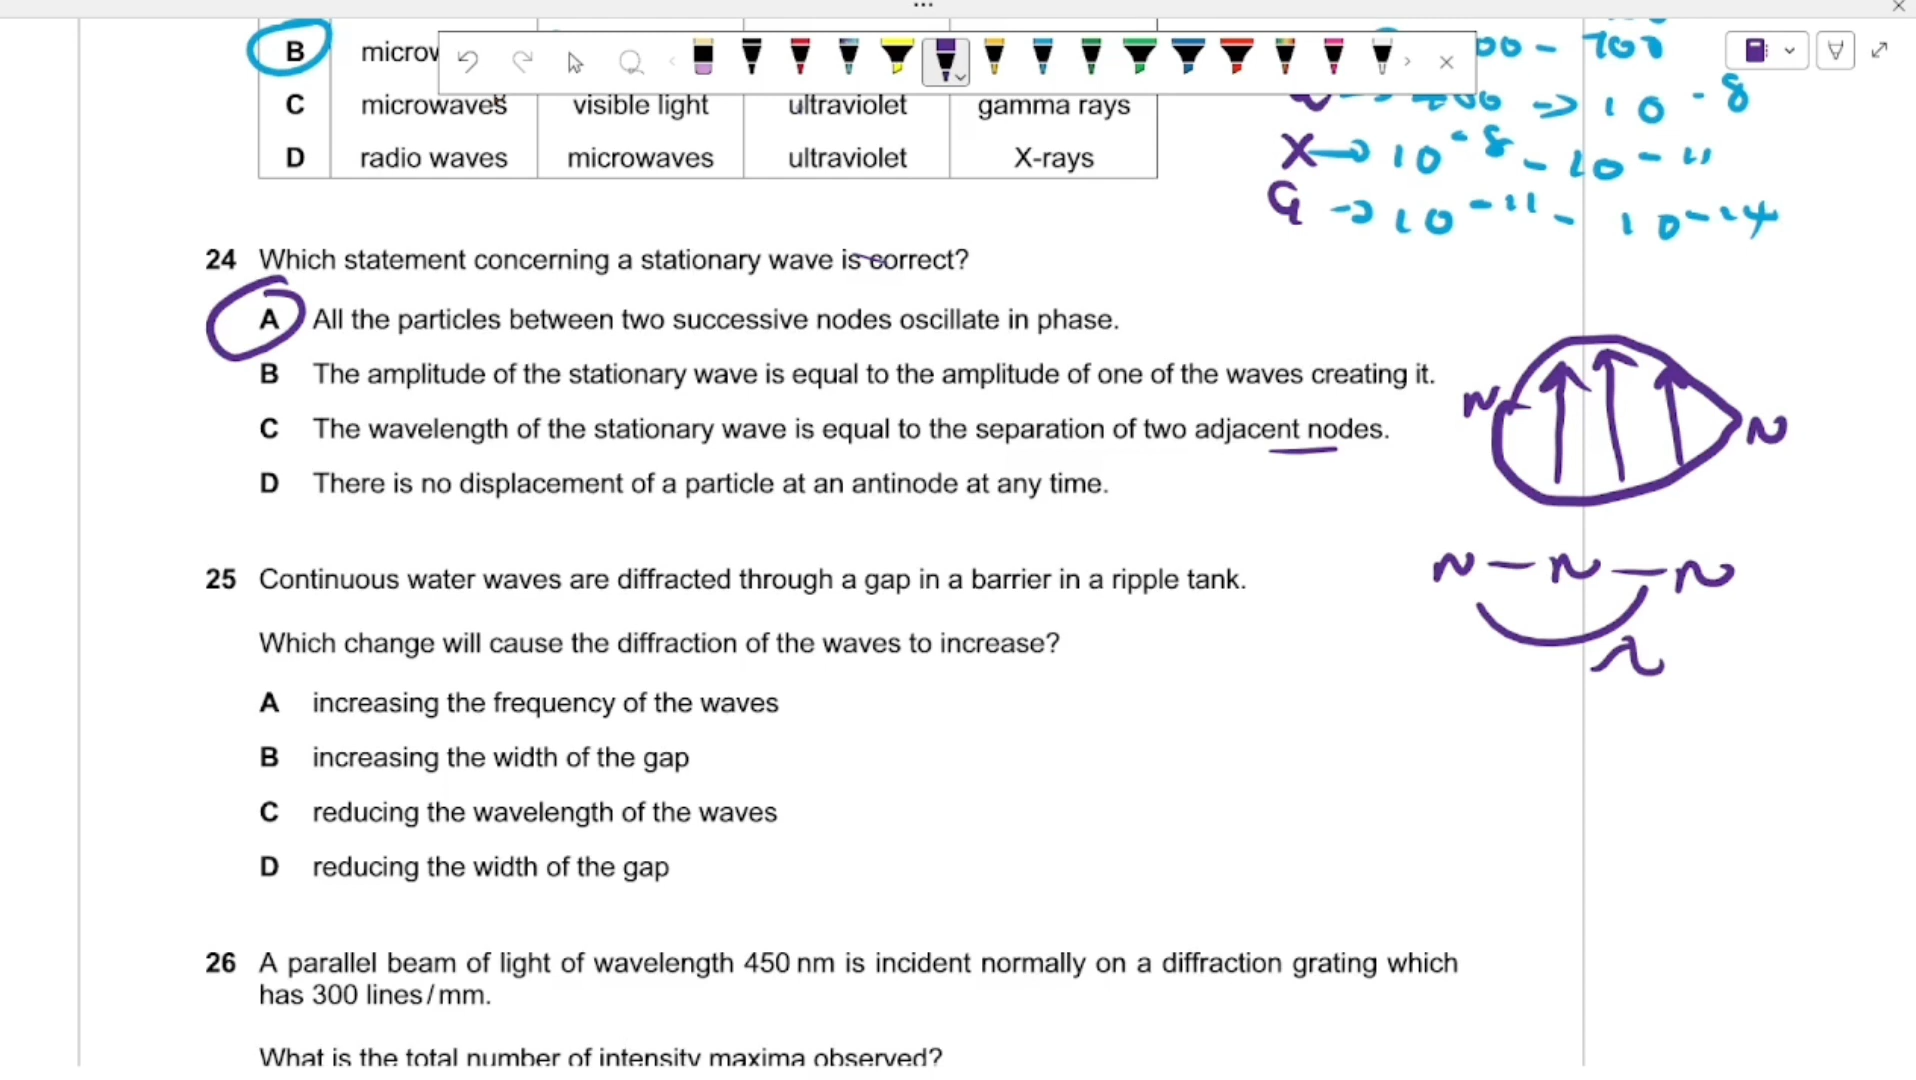 B microw
00 - 700
C microwaves visible light ultraviolet gamma rays
→ 400 → 10 -8
D radio waves microwaves ultraviolet X-rays
X → 10 -8 - 10 -11
G → 10 -11 - 10 -14
24 Which statement concerning a stationary wave is correct?
A All the particles between two successive nodes oscillate in phase.
B The amplitude of the stationary wave is equal to the amplitude of one of the waves creating it.
N
N
C The wavelength of the stationary wave is equal to the separation of two adjacent nodes.
D There is no displacement of a particle at an antinode at any time.
N - N - N
λ
25 Continuous water waves are diffracted through a gap in a barrier in a ripple tank.
Which change will cause the diffraction of the waves to increase?
A increasing the frequency of the waves
B increasing the width of the gap
C reducing the wavelength of the waves
D reducing the width of the gap
26 A parallel beam of light of wavelength 450 nm is incident normally on a diffraction grating which
has 300 lines/mm.
What is the total number of intensity maxima observed?